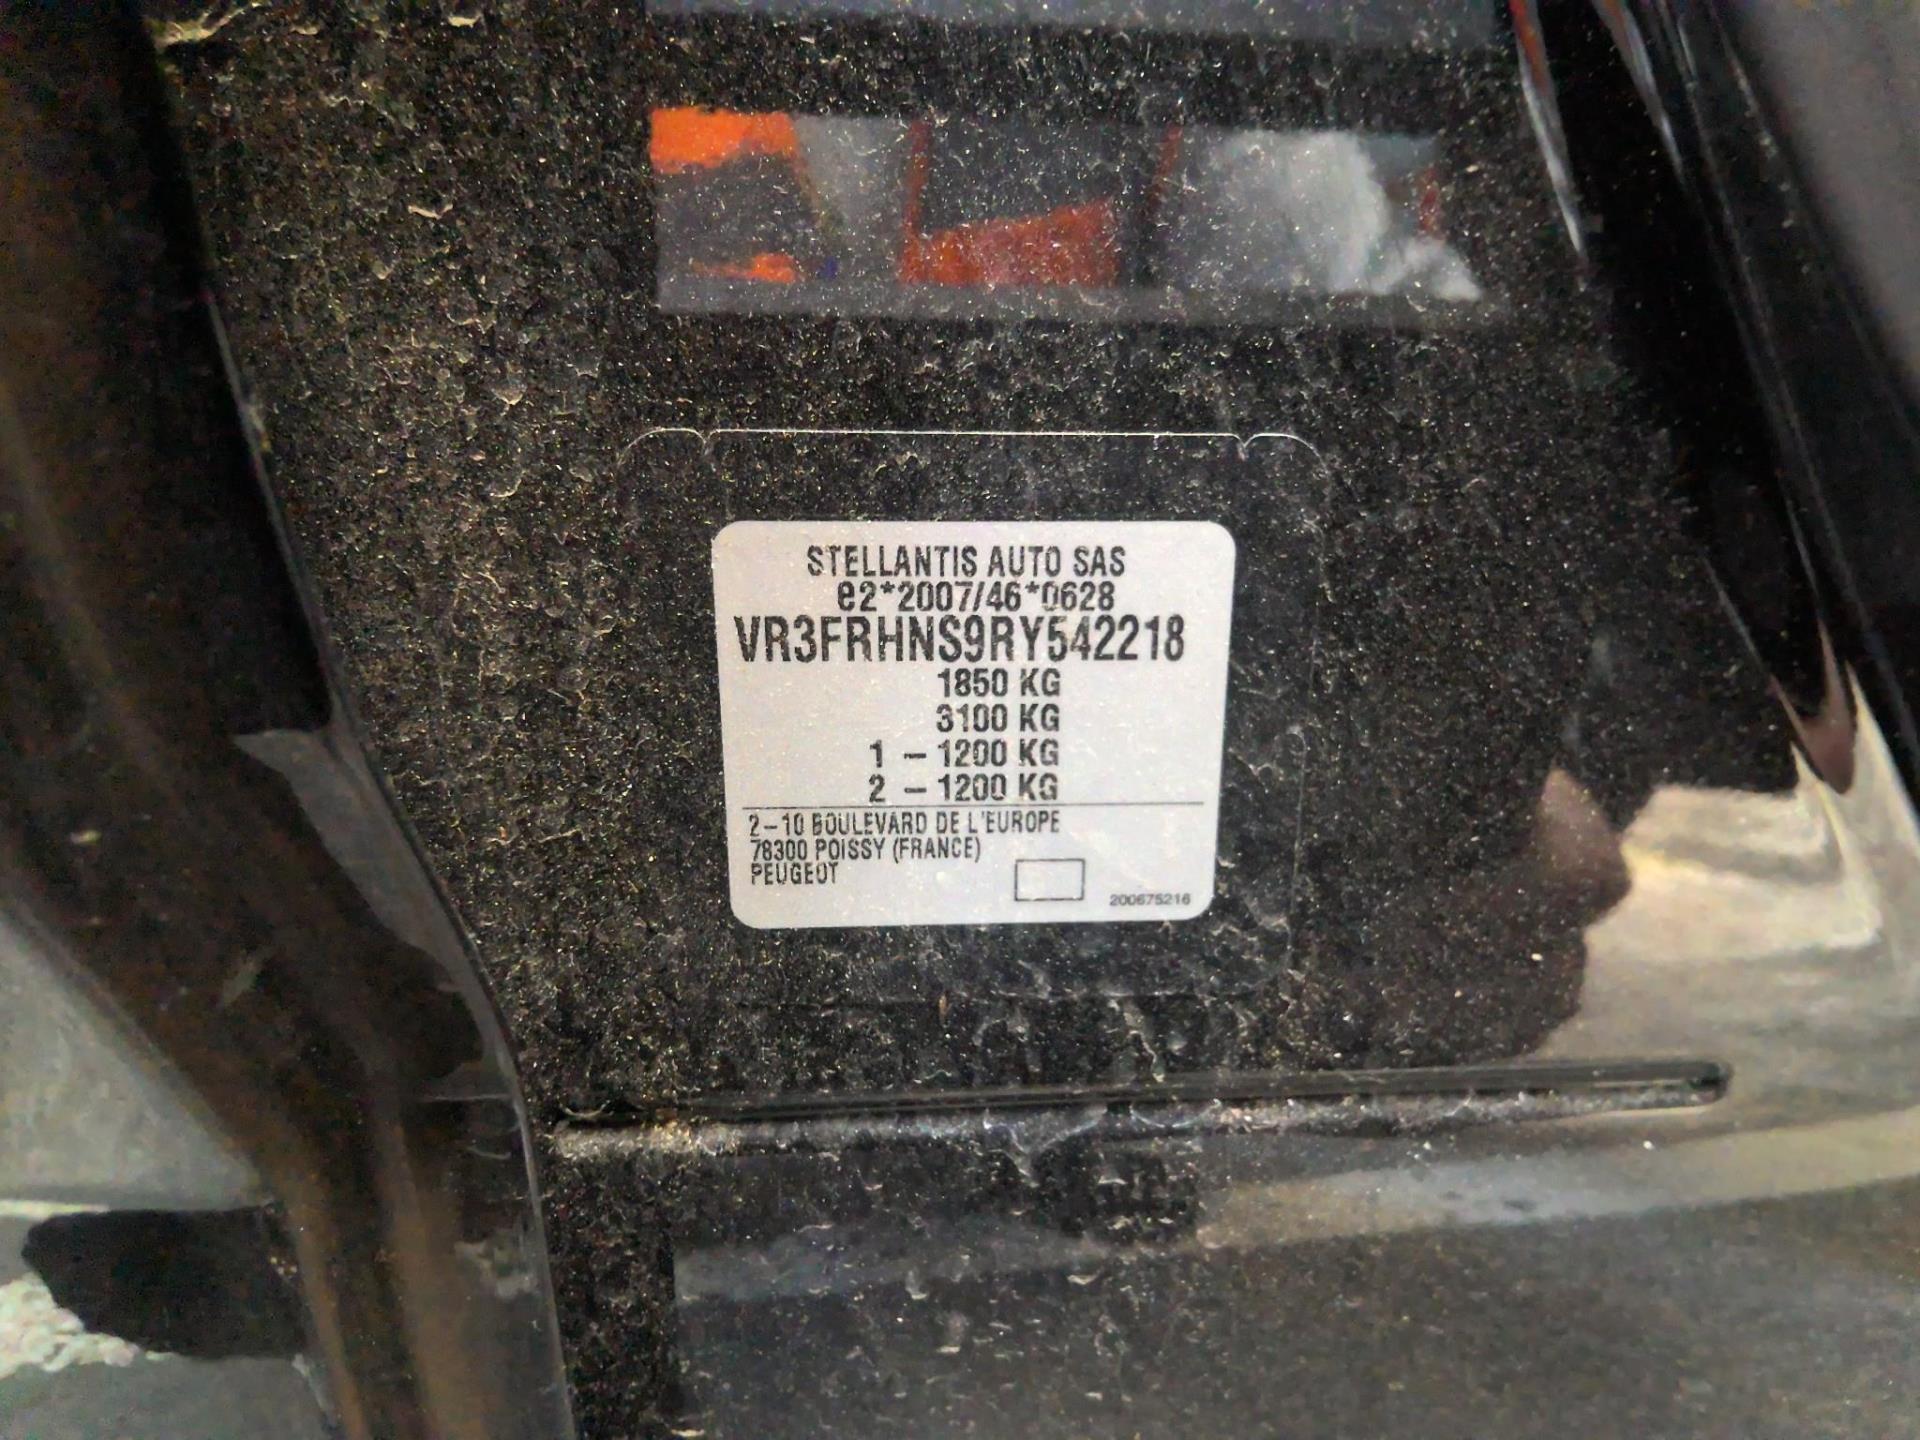 STELLANTIS AUTO SAS
e2*2007/46*0628
VR3FRHNS9RY542218
1850 KG
3100 KG
1 - 1200 KG
2 - 1200 KG
2-10 BOULEVARD DE L'EUROPE
78300 POISSY (FRANCE)
PEUGEOT
200675216